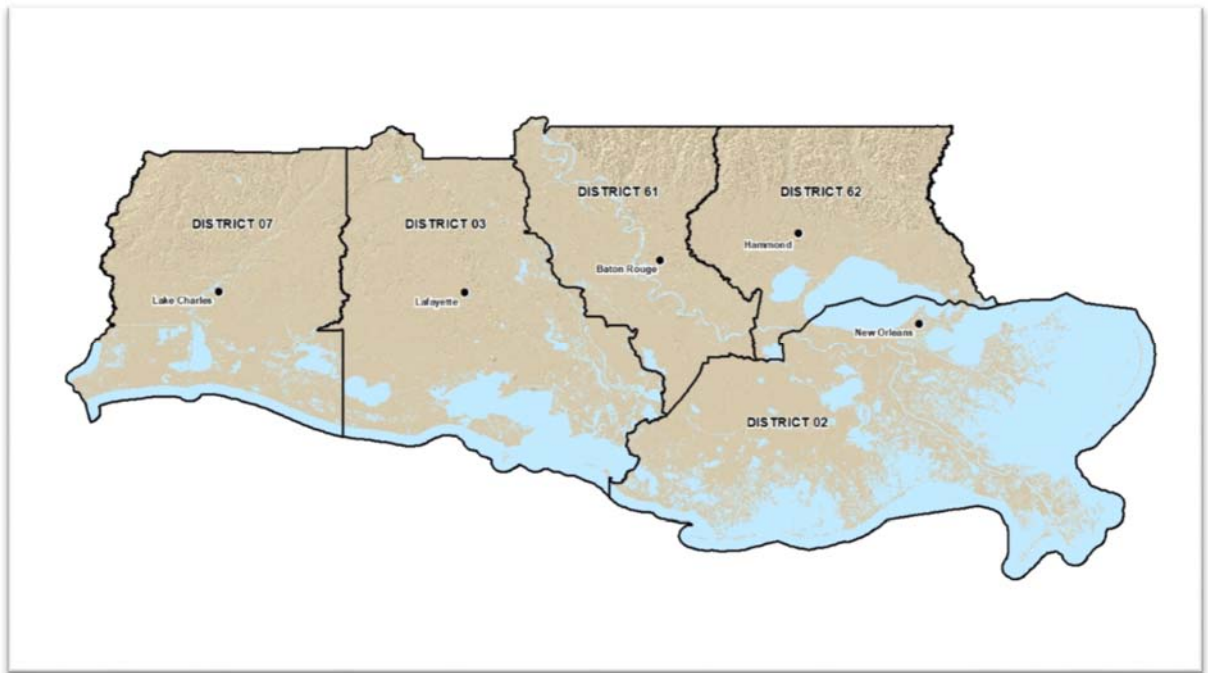 DISTRICT 61
DISTRICT 62
DISTRICT 07
DISTRICT 03
Hammond
Baton Rouge
Lake Charles
Lafayette
New Orleans
DISTRICT 02